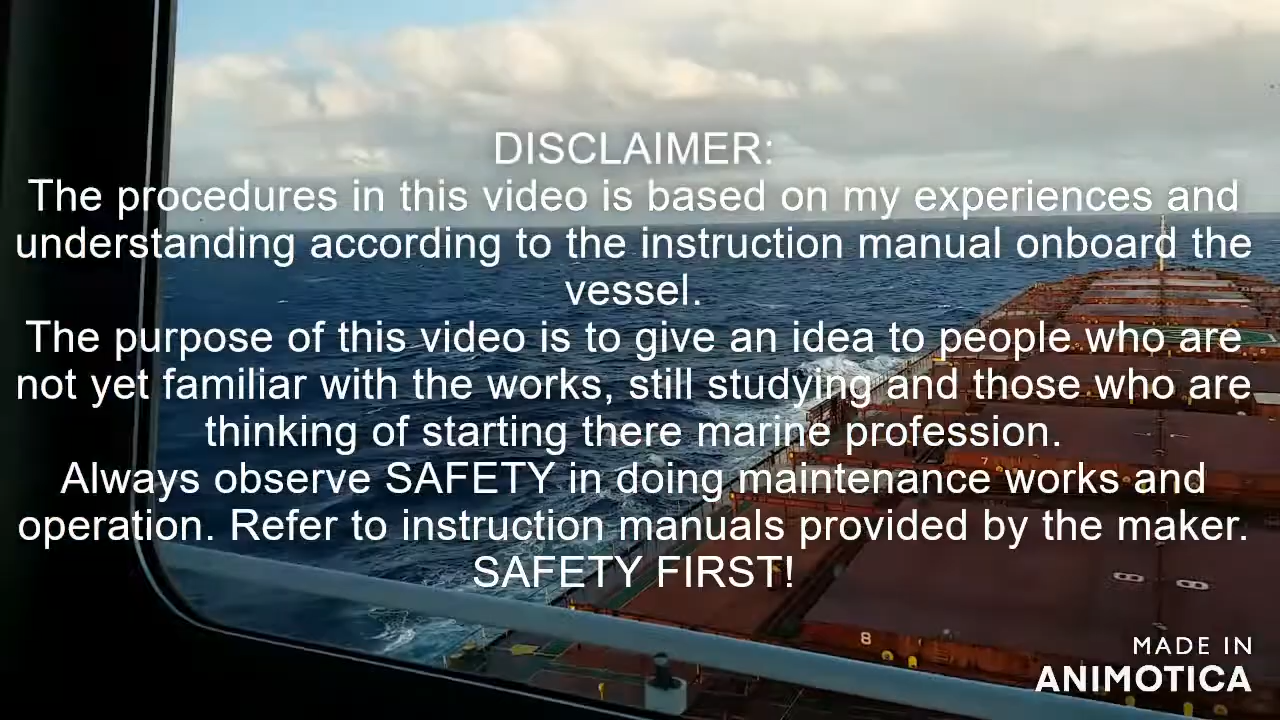 DISCLAIMER:
The procedures in this video is based on my experiences and
understanding according to the instruction manual onboard the
vessel.
The purpose of this video is to give an idea to people who are
not yet familiar with the works, still studying and those who are
thinking of starting there marine profession.
Always observe SAFETY in doing maintenance works and
operation. Refer to instruction manuals provided by the maker.
SAFETY FIRST!
8
MADE IN
ANIMOTICA